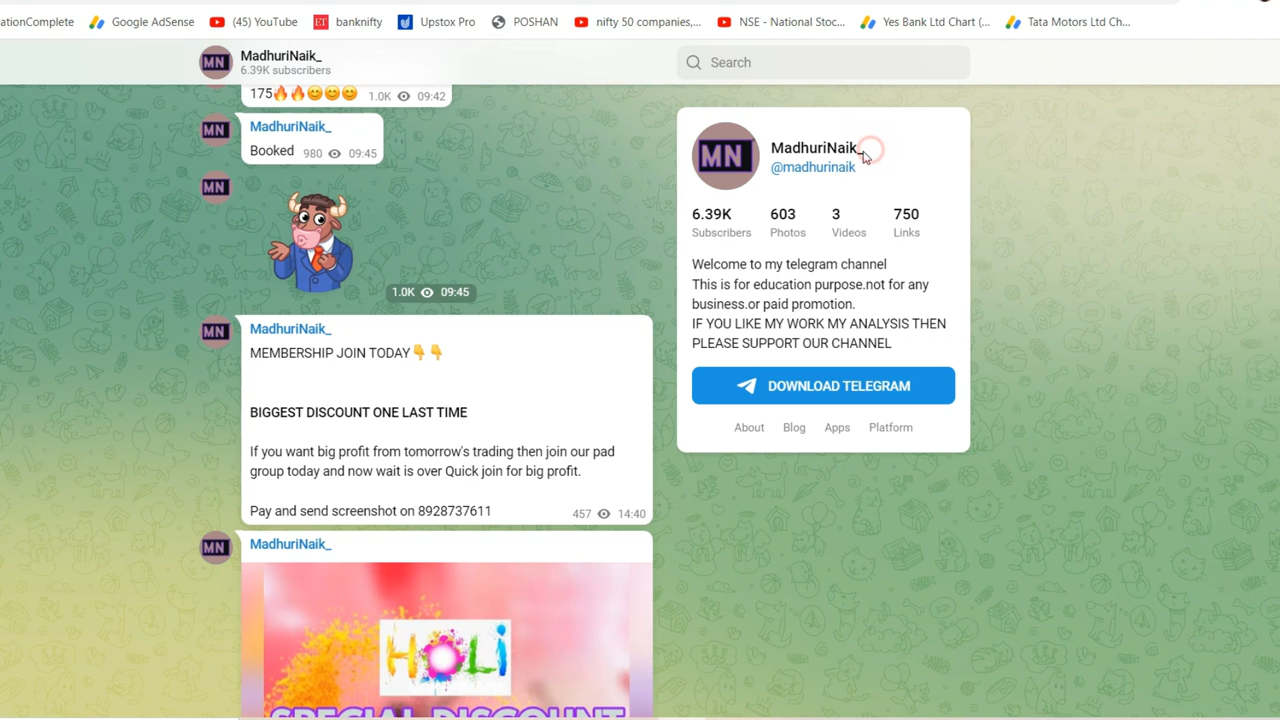 ationComplete
Google AdSense
(45) YouTube
ET banknifty
Upstox Pro
POSHAN
nifty 50 companies,...
NSE - National Stoc...
Yes Bank Ltd Chart (...
Tata Motors Ltd Ch...
MN
MadhuriNaik_
6.39K subscribers
Search
175🔥🔥😊😊😊 1.0K 09:42
MN
MadhuriNaik_
Booked 980 09:45
MN
1.0K 09:45
MN
MadhuriNaik_
MEMBERSHIP JOIN TODAY👇👇
BIGGEST DISCOUNT ONE LAST TIME
If you want big profit from tomorrow's trading then join our pad
group today and now wait is over Quick join for big profit.
Pay and send screenshot on 8928737611 457 14:40
MN
MadhuriNaik_
HOLI
SPECIAL DISCOUNT
MN
MadhuriNaik_
@madhurinaik
6.39K 603 3 750
Subscribers Photos Videos Links
Welcome to my telegram channel
This is for education purpose.not for any
business.or paid promotion.
IF YOU LIKE MY WORK MY ANALYSIS THEN
PLEASE SUPPORT OUR CHANNEL
DOWNLOAD TELEGRAM
About Blog Apps Platform